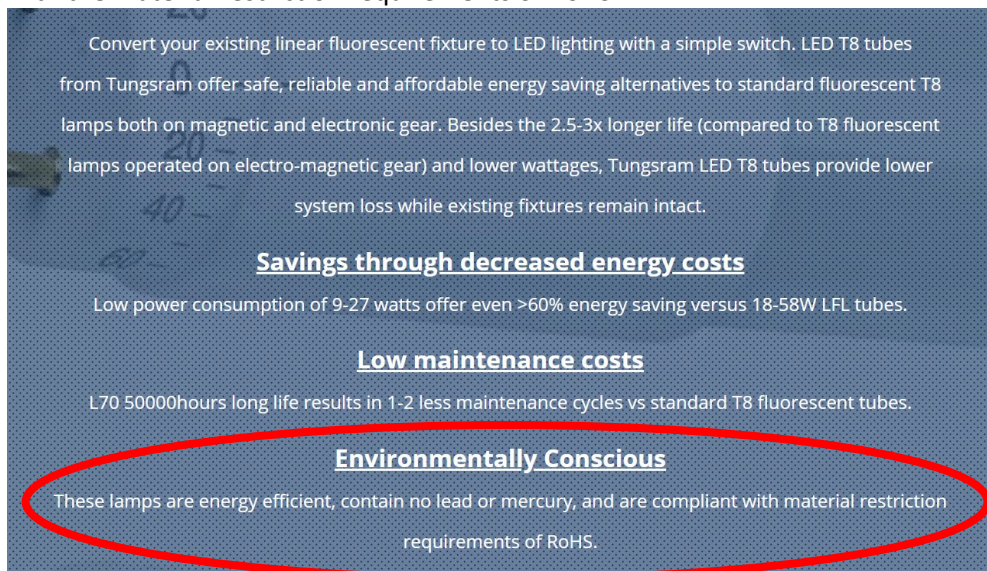 Convert your existing linear fluorescent fixture to LED lighting with a simple switch. LED T8 tubes
from Tungsram offer safe, reliable and affordable energy saving alternatives to standard fluorescent T8
lamps both on magnetic and electronic gear. Besides the 2.5-3x longer life (compared to T8 fluorescent
lamps operated on electro-magnetic gear) and lower wattages, Tungsram LED T8 tubes provide lower
system loss while existing fixtures remain intact.
Savings through decreased energy costs
Low power consumption of 9-27 watts offer even >60% energy saving versus 18-58W LFL tubes.
Low maintenance costs
L70 50000hours long life results in 1-2 less maintenance cycles vs standard T8 fluorescent tubes.
Environmentally Conscious
These lamps are energy efficient, contain no lead or mercury, and are compliant with material restriction
requirements of RoHS.
20
0
20
40
60